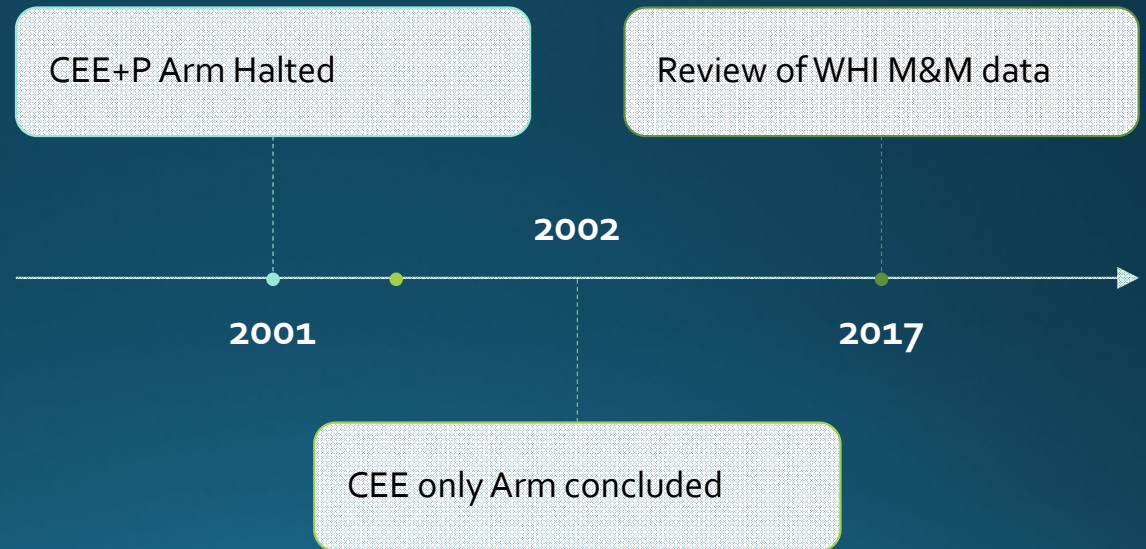 CEE+P Arm Halted
Review of WHI M&M data
2002
2001
2017
CEE only Arm concluded